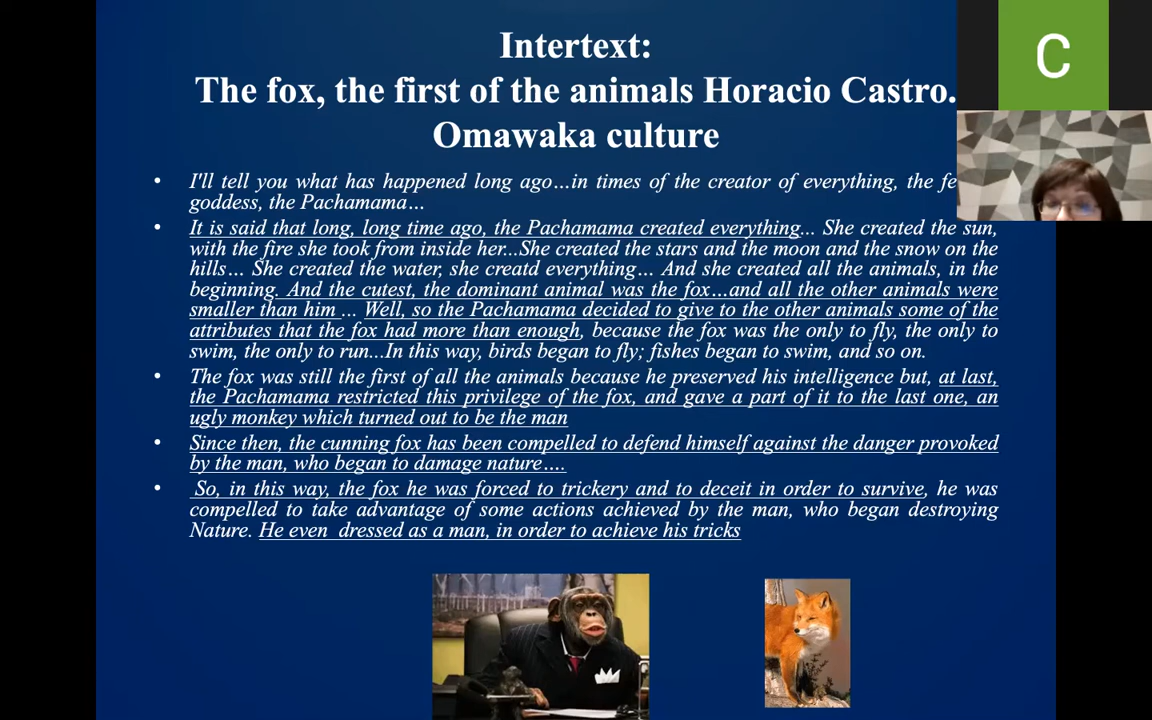 Intertext:
The fox, the first of the animals Horacio Castro.
Omawaka culture
C
• I'll tell you what has happened long ago…in times of the creator of everything, the
goddess, the Pachamama…
• It is said that long, long time ago, the Pachamama created everything... She created the sun,
with the fire she took from inside her...She created the stars and the moon and the snow on the
hills… She created the water, she creatd everything… And she created all the animals, in the
beginning. And the cutest, the dominant animal was the fox…and all the other animals were
smaller than him … Well, so the Pachamama decided to give to the other animals some of the
attributes that the fox had more than enough, because the fox was the only to fly, the only to
swim, the only to run...In this way, birds began to fly; fishes began to swim, and so on.
• The fox was still the first of all the animals because he preserved his intelligence but, at last,
the Pachamama restricted this privilege of the fox, and gave a part of it to the last one, an
ugly monkey which turned out to be the man
• Since then, the cunning fox has been compelled to defend himself against the danger provoked
by the man, who began to damage nature….
• So, in this way, the fox he was forced to trickery and to deceit in order to survive, he was
compelled to take advantage of some actions achieved by the man, who began destroying
Nature. He even dressed as a man, in order to achieve his tricks